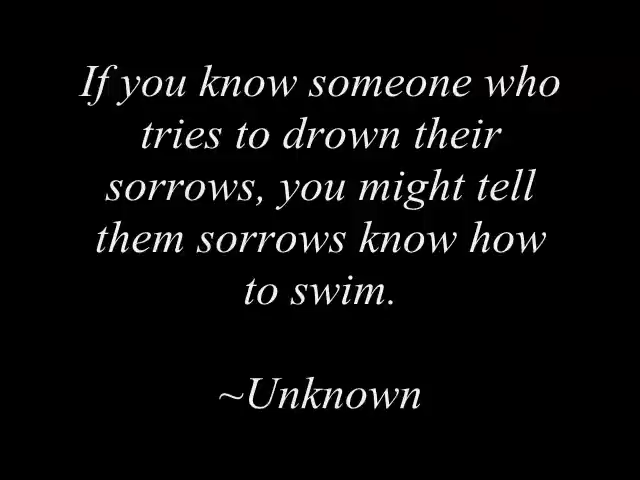 If you know someone who
tries to drown their
sorrows, you might tell
them sorrows know how
to swim.
~Unknown